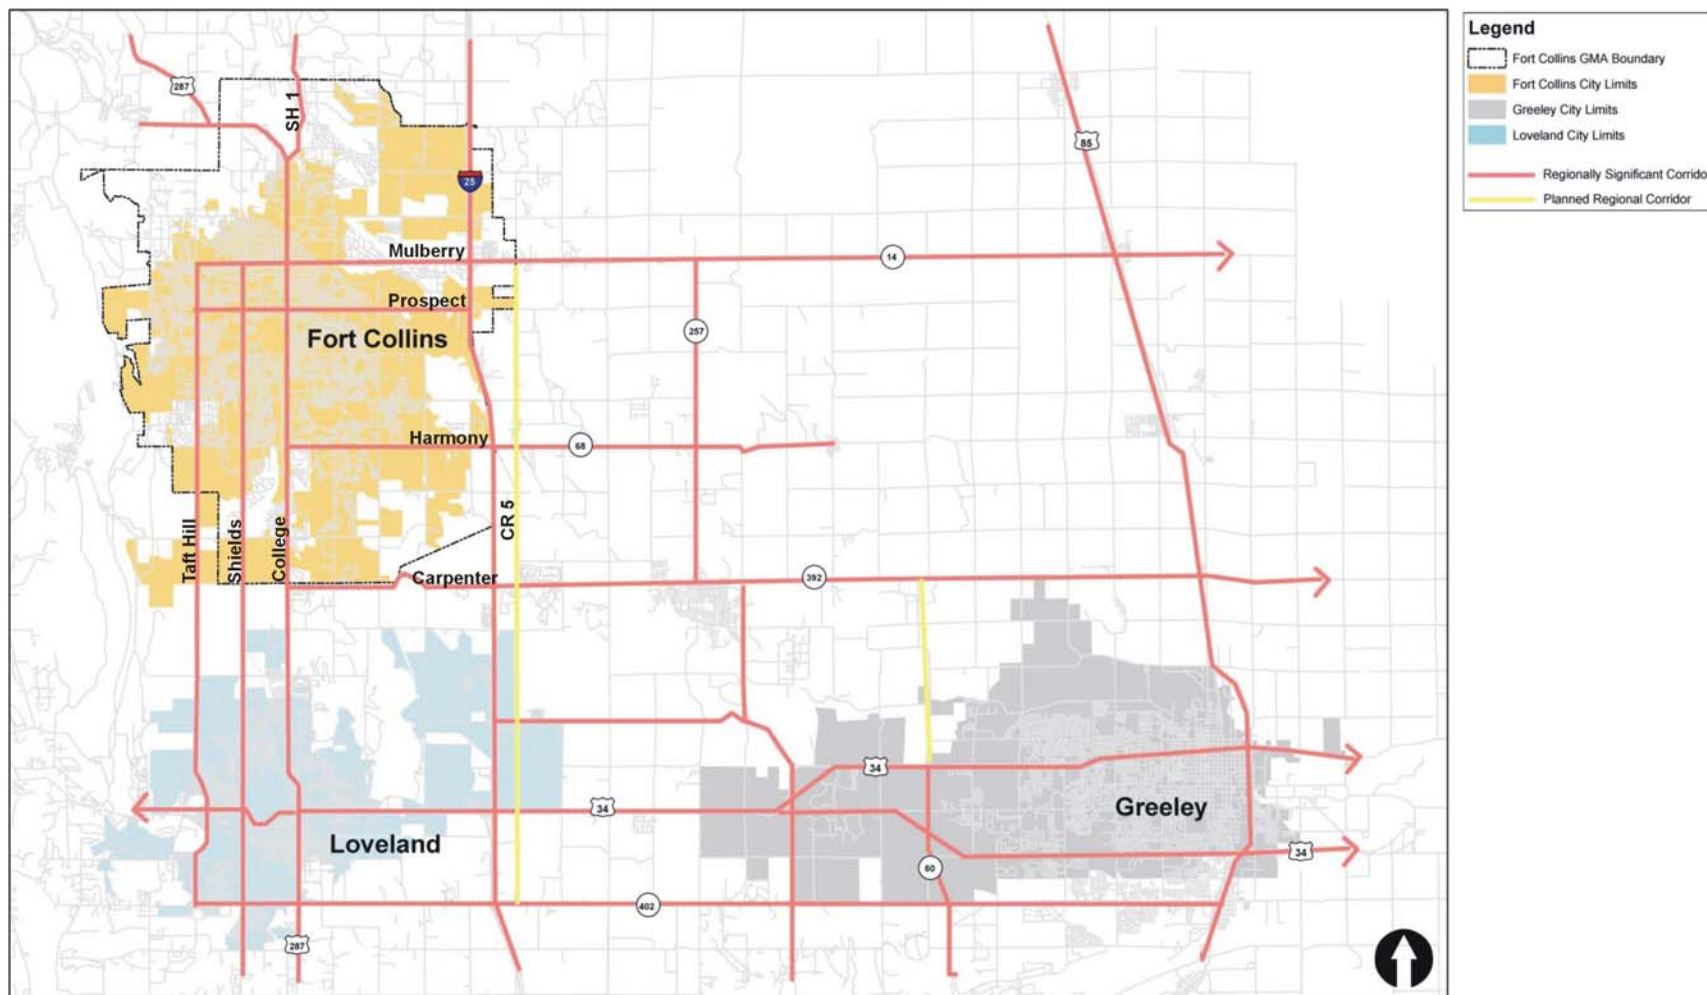 Legend
Fort Collins GMA Boundary
Fort Collins City Limits
Greeley City Limits
Loveland City Limits
Regionally Significant Corrido
Planned Regional Corridor
287
SH 1
85
25
Mulberry
14
Prospect
257
Fort Collins
Harmony
68
Taft Hill
Shields
College
CR 5
Carpenter
392
34
34
Greeley
Loveland
34
60
402
287